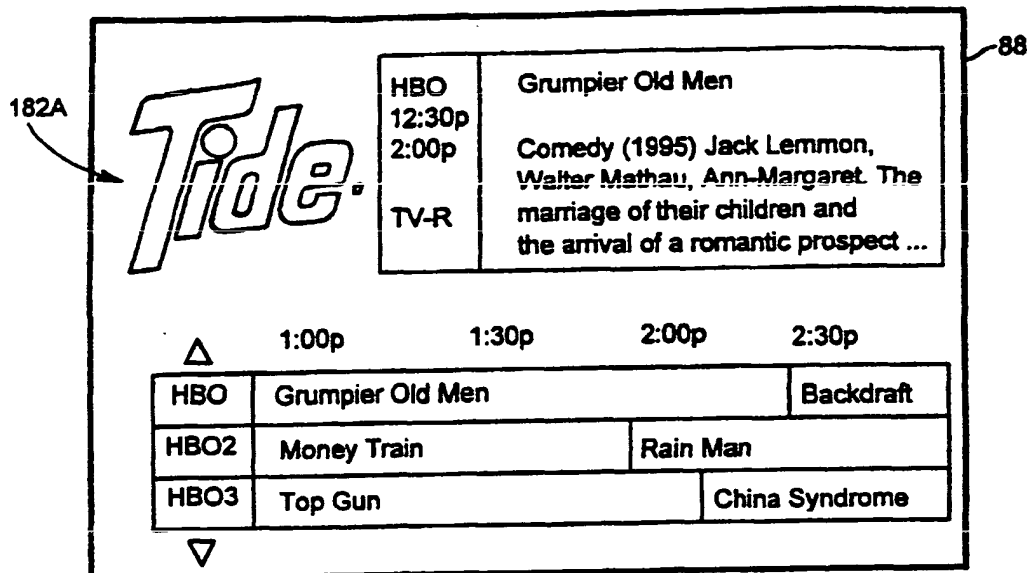 88
182A
Tide
HBO
12:30p
2:00p
TV-R
Grumpier Old Men
Comedy (1995) Jack Lemmon,
Walter Mathau, Ann-Margaret. The
marriage of their children and
the arrival of a romantic prospect ...
1:00p 1:30p 2:00p 2:30p
HBO Grumpier Old Men Backdraft
HBO2 Money Train Rain Man
HBO3 Top Gun China Syndrome